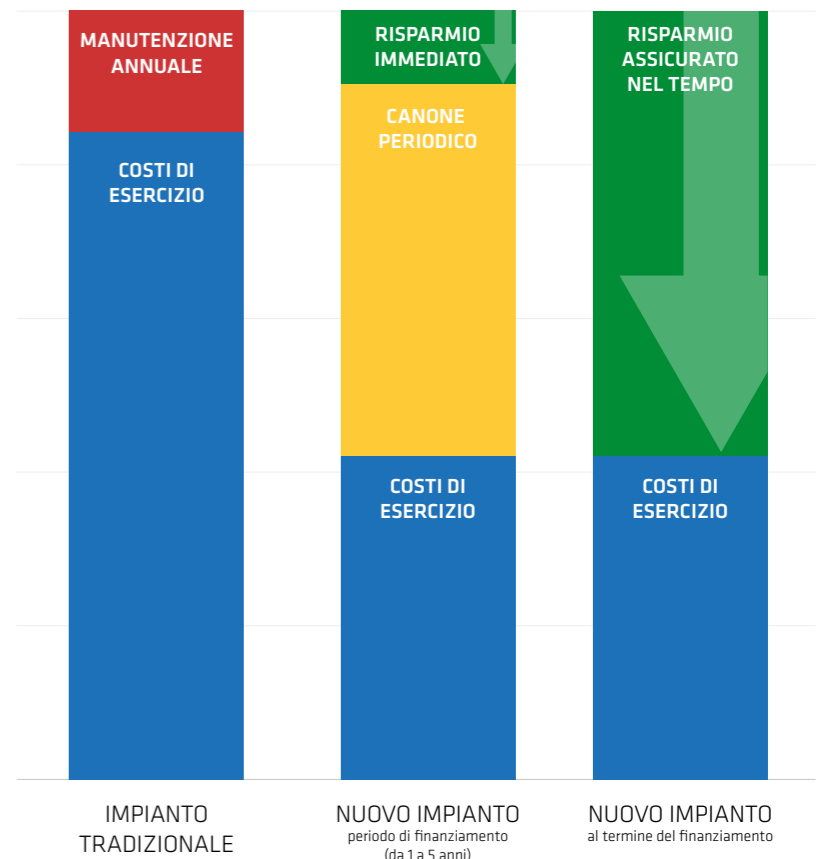 MANUTENZIONE
ANNUALE
COSTI DI
ESERCIZIO
RISPARMIO
IMMEDIATO
CANONE
PERIODICO
COSTI DI
ESERCIZIO
RISPARMIO
ASSICURATO
NEL TEMPO
COSTI DI
ESERCIZIO
IMPIANTO
TRADIZIONALE
NUOVO IMPIANTO
periodo di finanziamento
(da 1 a 5 anni)
NUOVO IMPIANTO
al termine del finanziamento